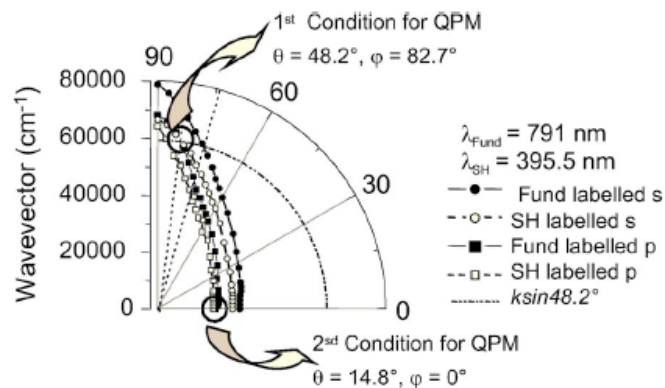 1st Condition for QPM
θ = 48.2°, φ = 82.7°
90
80000
60
60000
λFund = 791 nm
λSH = 395.5 nm
Wavevector (cm-1)
40000
30
Fund labelled s
SH labelled s
20000
Fund labelled p
SH labelled p
0
0
ksin48.2°
2sd Condition for QPM
θ = 14.8°, φ = 0°